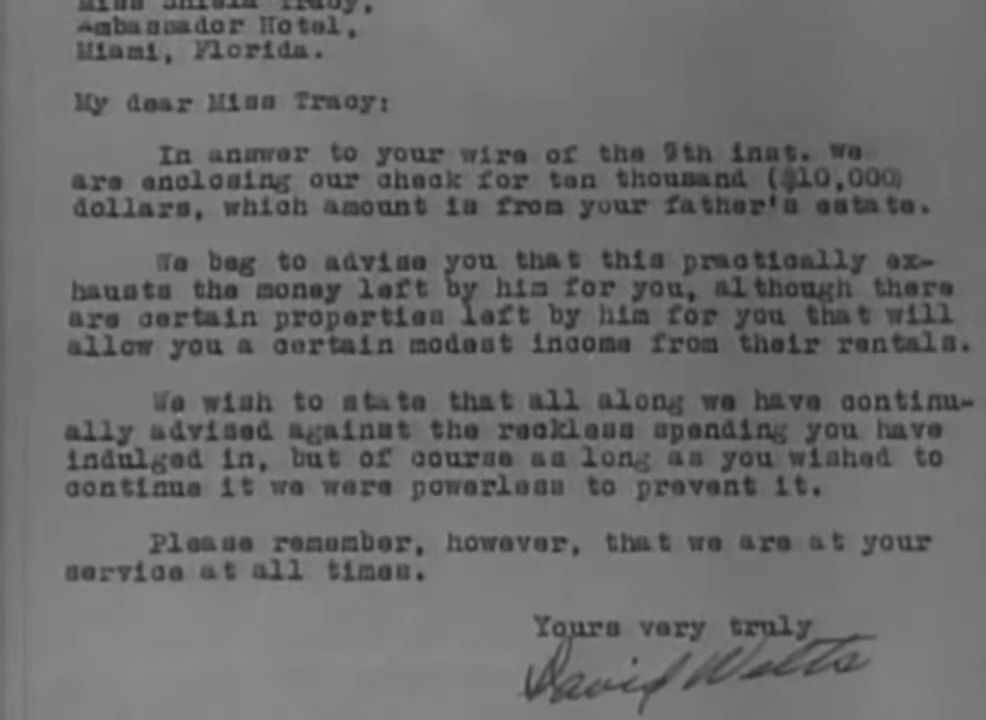 Miss Shiela Tracy,
Ambassador Hotel,
Miami, Florida.
My dear Miss Tracy:
In answer to your wire of the 9th inst. we
are enclosing our check for ten thousand ($10,000)
dollars, which amount is from your father's estate.
We beg to advise you that this practically ex-
hausts the money left by him for you, although there
are certain properties left by him for you that will
allow you a certain modest income from their rentals.
We wish to state that all along we have continu-
ally advised against the reckless spending you have
indulged in, but of course as long as you wished to
continue it we were powerless to prevent it.
Please remember, however, that we are at your
service at all times.
Yours very truly
David Watts